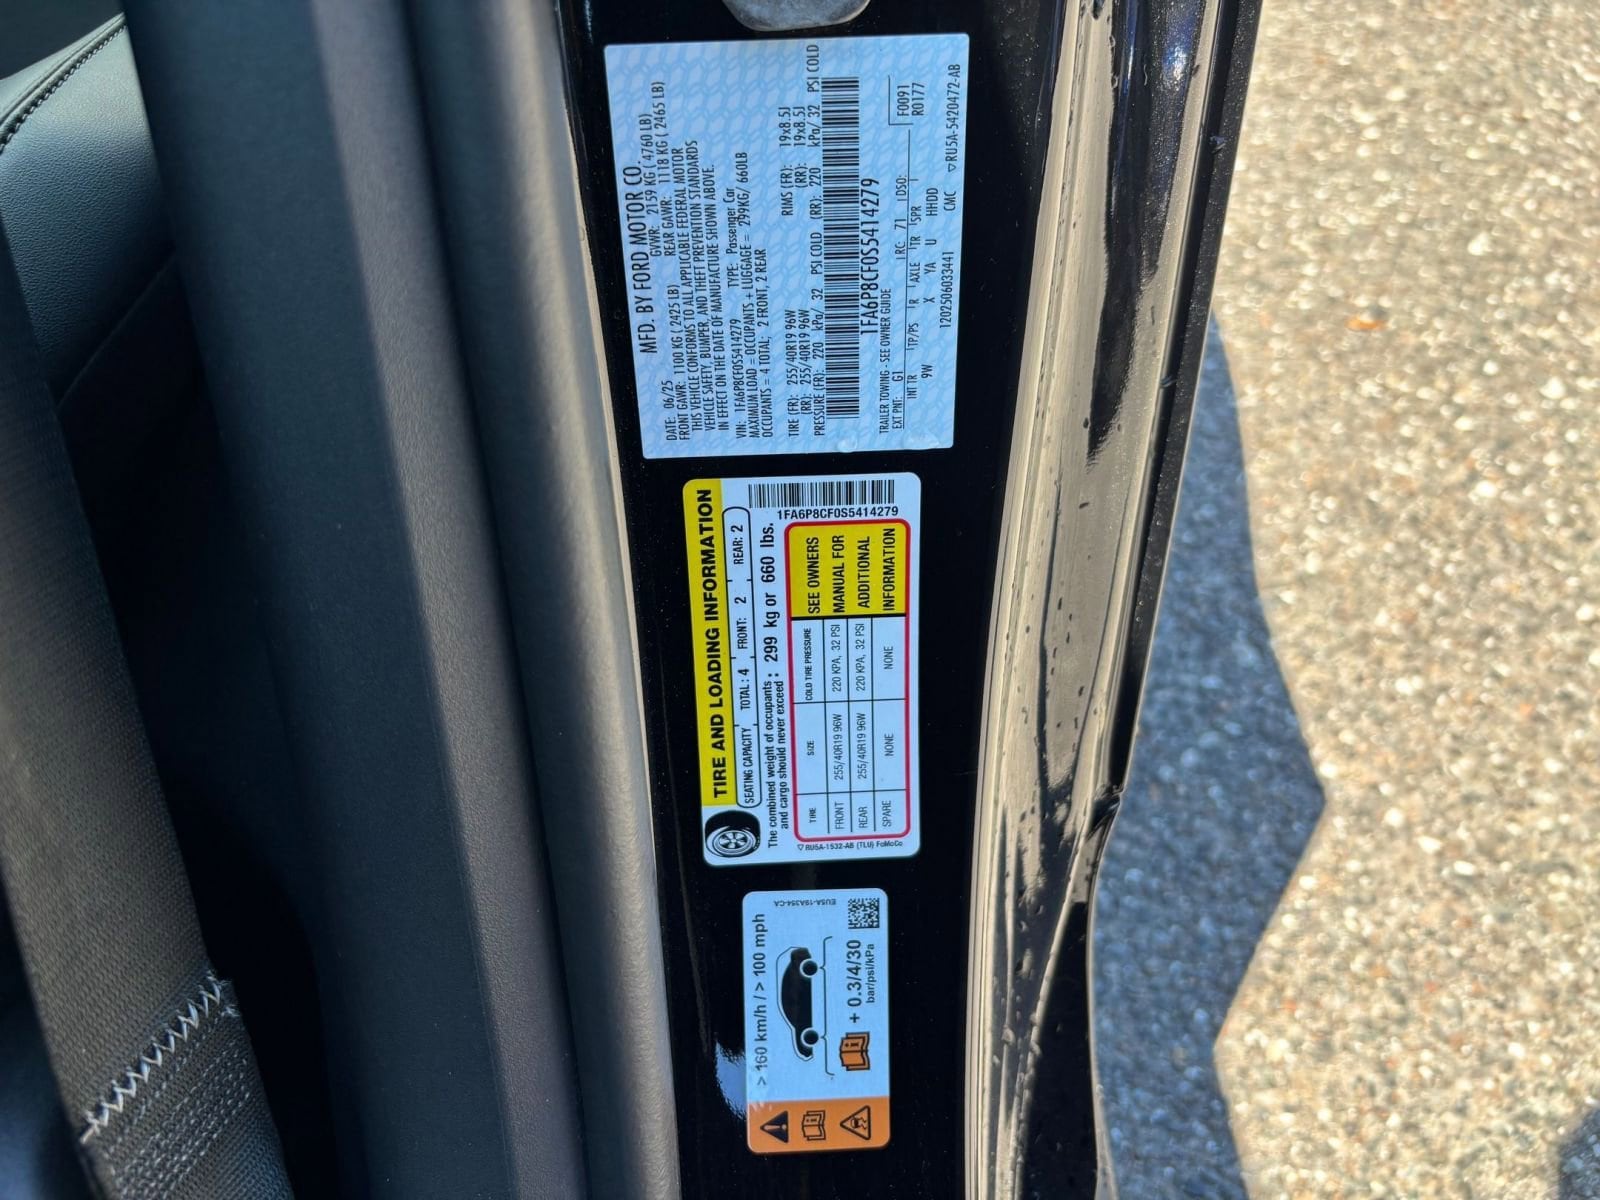 MFD. BY FORD MOTOR CO.
DATE: 06/25 GVWR: 2159 KG ( 4760 LB)
FRONT GAWR: 1100 KG ( 2425 LB) REAR GAWR: 1118 KG ( 2465 LB)
THIS VEHICLE CONFORMS TO ALL APPLICABLE FEDERAL MOTOR
VEHICLE SAFETY, BUMPER, AND THEFT PREVENTION STANDARDS
IN EFFECT ON THE DATE OF MANUFACTURE SHOWN ABOVE.
VIN: 1FA6P8CF0S5414279 TYPE: Passenger Car
MAXIMUM LOAD = OCCUPANTS + LUGGAGE = 299KG/ 660LB
OCCUPANTS = 4 TOTAL; 2 FRONT, 2 REAR
TIRE (FR): 255/40R19 96W RIMS (FR): 19x8.5J
(RR): 255/40R19 96W (RR): 19x8.5J
PRESSURE (FR): 220 kPa/ 32 PSI COLD (RR): 220 kPa/ 32 PSI COLD
1FA6P8CF0S5414279
TRAILER TOWING - SEE OWNER GUIDE
EXT PNT: G1 RC: 71 DSO: F0091
R0177
INT TR TP/PS R AXLE TR SPR
9W X YA U HHDD
120250603441 CMC ▽RU5A-5420472-AB
TIRE AND LOADING INFORMATION
SEATING CAPACITY TOTAL: 4 FRONT: 2 REAR: 2
1FA6P8CF0S5414279
The combined weight of occupants
and cargo should never exceed : 299 kg or 660 lbs.
TIRE SIZE COLD TIRE PRESSURE
FRONT 255/40R19 96W 220 KPA, 32 PSI
REAR 255/40R19 96W 220 KPA, 32 PSI
SPARE NONE NONE
SEE OWNERS
MANUAL FOR
ADDITIONAL
INFORMATION
▽ RU5A-1532-AB (TLU) FoMoCo
> 160 km/h / > 100 mph
EU5A-19A354-CA
+ 0.3/4/30
bar/psi/kPa